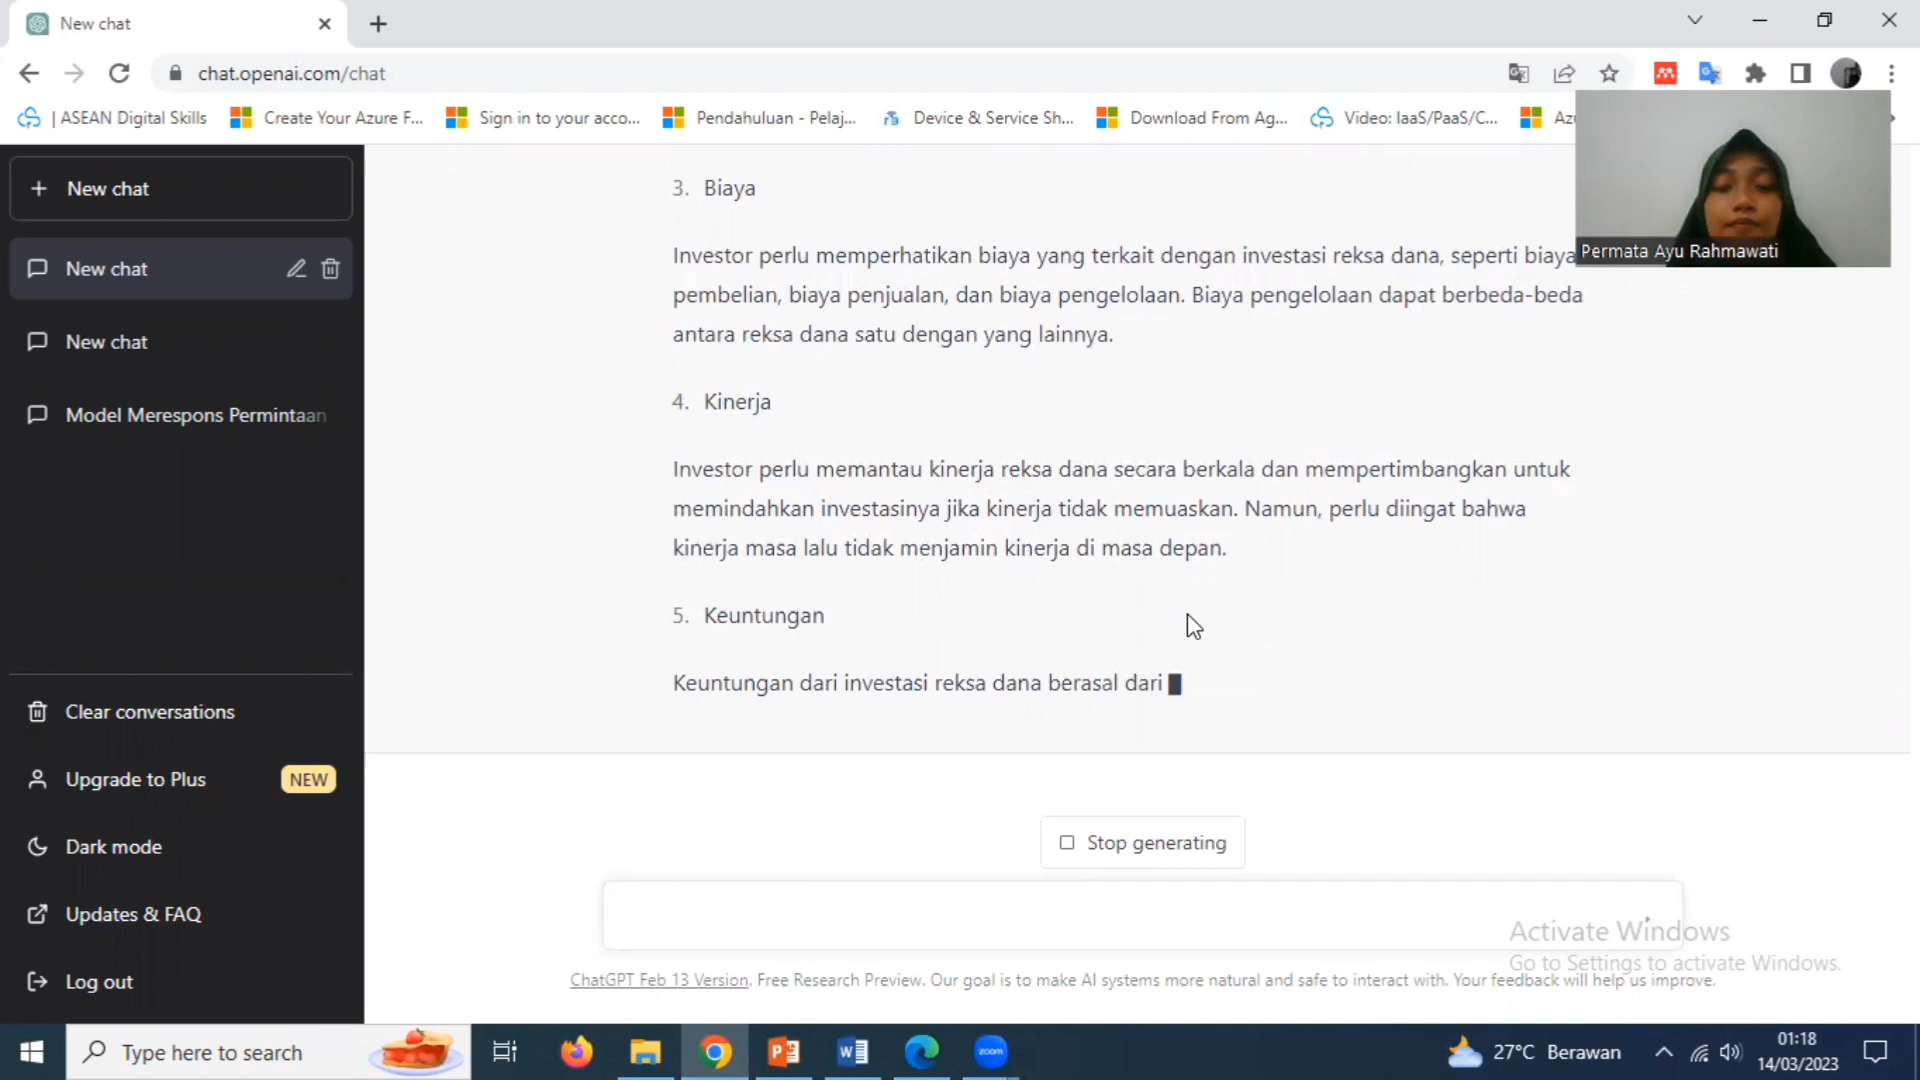 New chat
chat.openai.com/chat
| ASEAN Digital Skills
Create Your Azure F...
Sign in to your acco...
Pendahuluan - Pelaj...
Device & Service Sh...
Download From Ag...
Video: IaaS/PaaS/C...
Permata Ayu Rahmawati
New chat
New chat
New chat
Model Merespons Permintaan
3. Biaya
Investor perlu memperhatikan biaya yang terkait dengan investasi reksa dana, seperti biaya
pembelian, biaya penjualan, dan biaya pengelolaan. Biaya pengelolaan dapat berbeda-beda
antara reksa dana satu dengan yang lainnya.
4. Kinerja
Investor perlu memantau kinerja reksa dana secara berkala dan mempertimbangkan untuk
memindahkan investasinya jika kinerja tidak memuaskan. Namun, perlu diingat bahwa
kinerja masa lalu tidak menjamin kinerja di masa depan.
5. Keuntungan
Keuntungan dari investasi reksa dana berasal dari
Clear conversations
Upgrade to Plus NEW
Dark mode
Updates & FAQ
Log out
Stop generating
Activate Windows
Go to Settings to activate Windows.
ChatGPT Feb 13 Version. Free Research Preview. Our goal is to make AI systems more natural and safe to interact with. Your feedback will help us improve.
Type here to search
zoom
27°C Berawan
01:18
14/03/2023